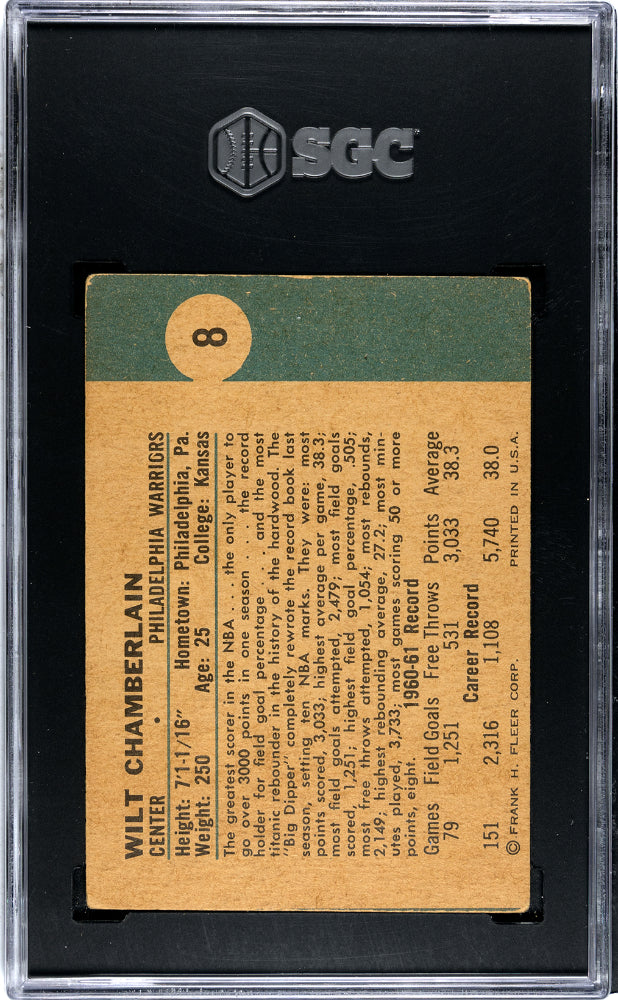 SGC
8
WILT CHAMBERLAIN
CENTER • PHILADELPHIA WARRIORS
Height: 7'1-1/16" Hometown: Philadelphia, Pa.
Weight: 250 Age: 25 College: Kansas
The greatest scorer in the NBA . . . the only player to
go over 3000 points in one season . . . the record
holder for field goal percentage . . . and the most
titanic rebounder in the history of the hardwood. The
"Big Dipper" completely rewrote the record book last
season, setting ten NBA marks. They were: most
points scored, 3,033; highest average per game, 38.3;
most field goals attempted, 2,479; most field goals
scored, 1,251; highest field goal percentage, .505;
most free throws attempted, 1,054; most rebounds,
2,149; highest rebounding average, 27.2; most min-
utes played, 3,733; most games scoring 50 or more
points, eight.
1960-61 Record
Games Field Goals Free Throws Points Average
79 1,251 531 3,033 38.3
Career Record
151 2,316 1,108 5,740 38.0
© FRANK H. FLEER CORP. PRINTED IN U.S.A.